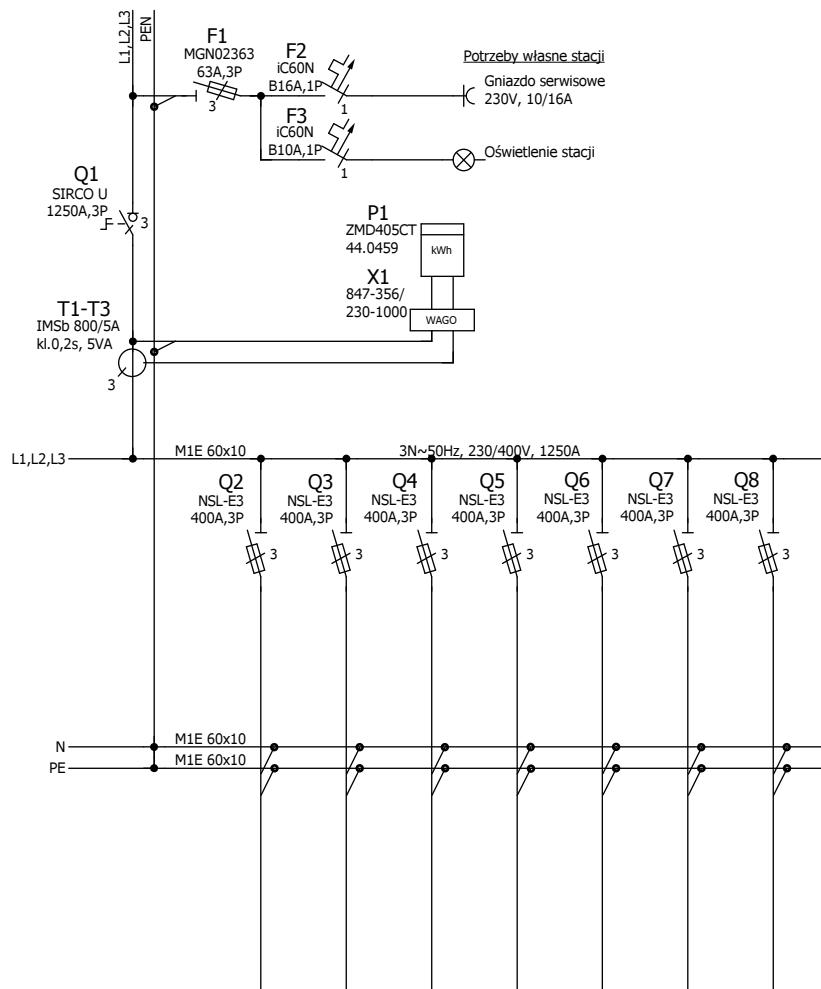 L1,L2,L3
PEN
F1
MGN02363
63A,3P
3
F2
iC60N
B16A,1P
1
Potrzeby własne stacji
Gniazdo serwisowe
230V, 10/16A
F3
iC60N
B10A,1P
1
Oświetlenie stacji
Q1
SIRCO U
1250A,3P
3
P1
ZMD405CT
44.0459
kWh
X1
847-356/
230-1000
WAGO
T1-T3
IMSb 800/5A
kl.0,2s, 5VA
3
L1,L2,L3
M1E 60x10
3N~50Hz, 230/400V, 1250A
Q2
NSL-E3
400A,3P
3
Q3
NSL-E3
400A,3P
3
Q4
NSL-E3
400A,3P
3
Q5
NSL-E3
400A,3P
3
Q6
NSL-E3
400A,3P
3
Q7
NSL-E3
400A,3P
3
Q8
NSL-E3
400A,3P
3
N
M1E 60x10
PE
M1E 60x10